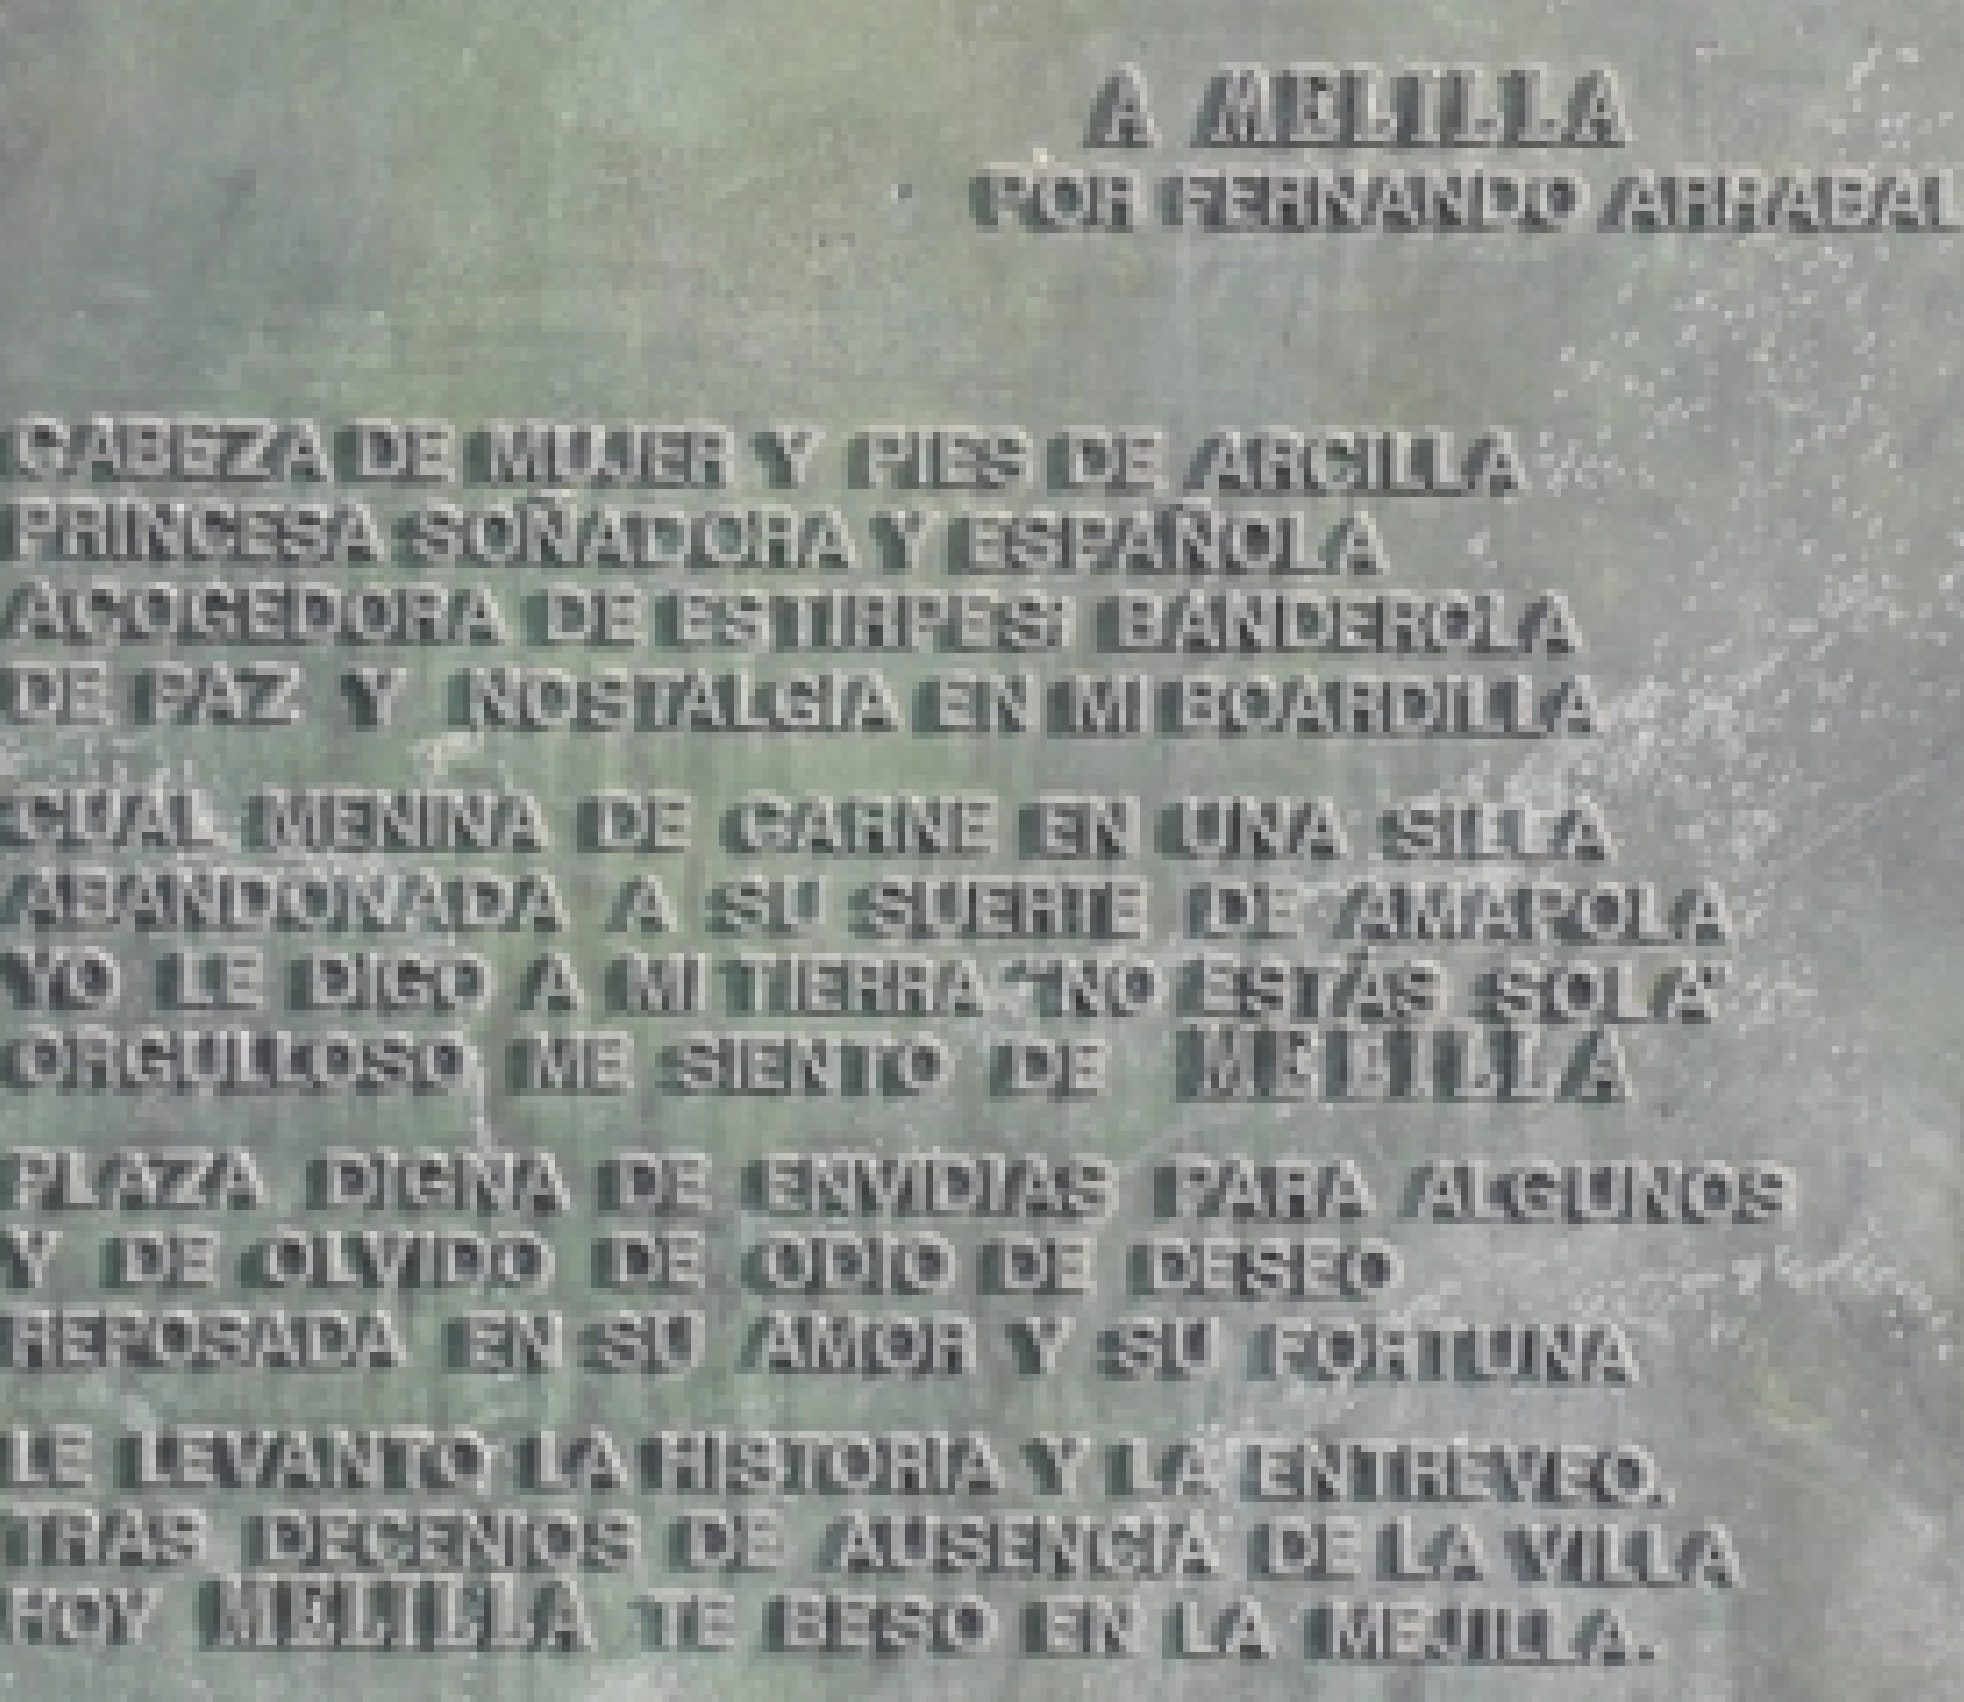 A MELILLA
POR FERNANDO ARRABAL
CABEZA DE MUJER Y PIES DE ARCILLA
PRINCESA SOÑADORA Y ESPAÑOLA
ACOGEDORA DE ESTIRPES; BANDEROLA
DE PAZ Y NOSTALGIA EN MI BOARDILLA
CUAL MENINA DE CARNE EN UNA SILLA
ABANDONADA A SU SUERTE DE AMAPOLA
YO LE DIGO A MI TIERRA "NO ESTÁS SOLA"
ORGULLOSO ME SIENTO DE MELILLA
PLAZA DIGNA DE ENVIDIAS PARA ALGUNOS
Y DE OLVIDO DE ODIO DE DESEO
REPOSADA EN SU AMOR Y SU FORTUNA
LE LEVANTO LA HISTORIA Y LA ENTREVEO.
TRAS DECENIOS DE AUSENCIA DE LA VILLA
HOY MELILLA TE BESO EN LA MEJILLA.